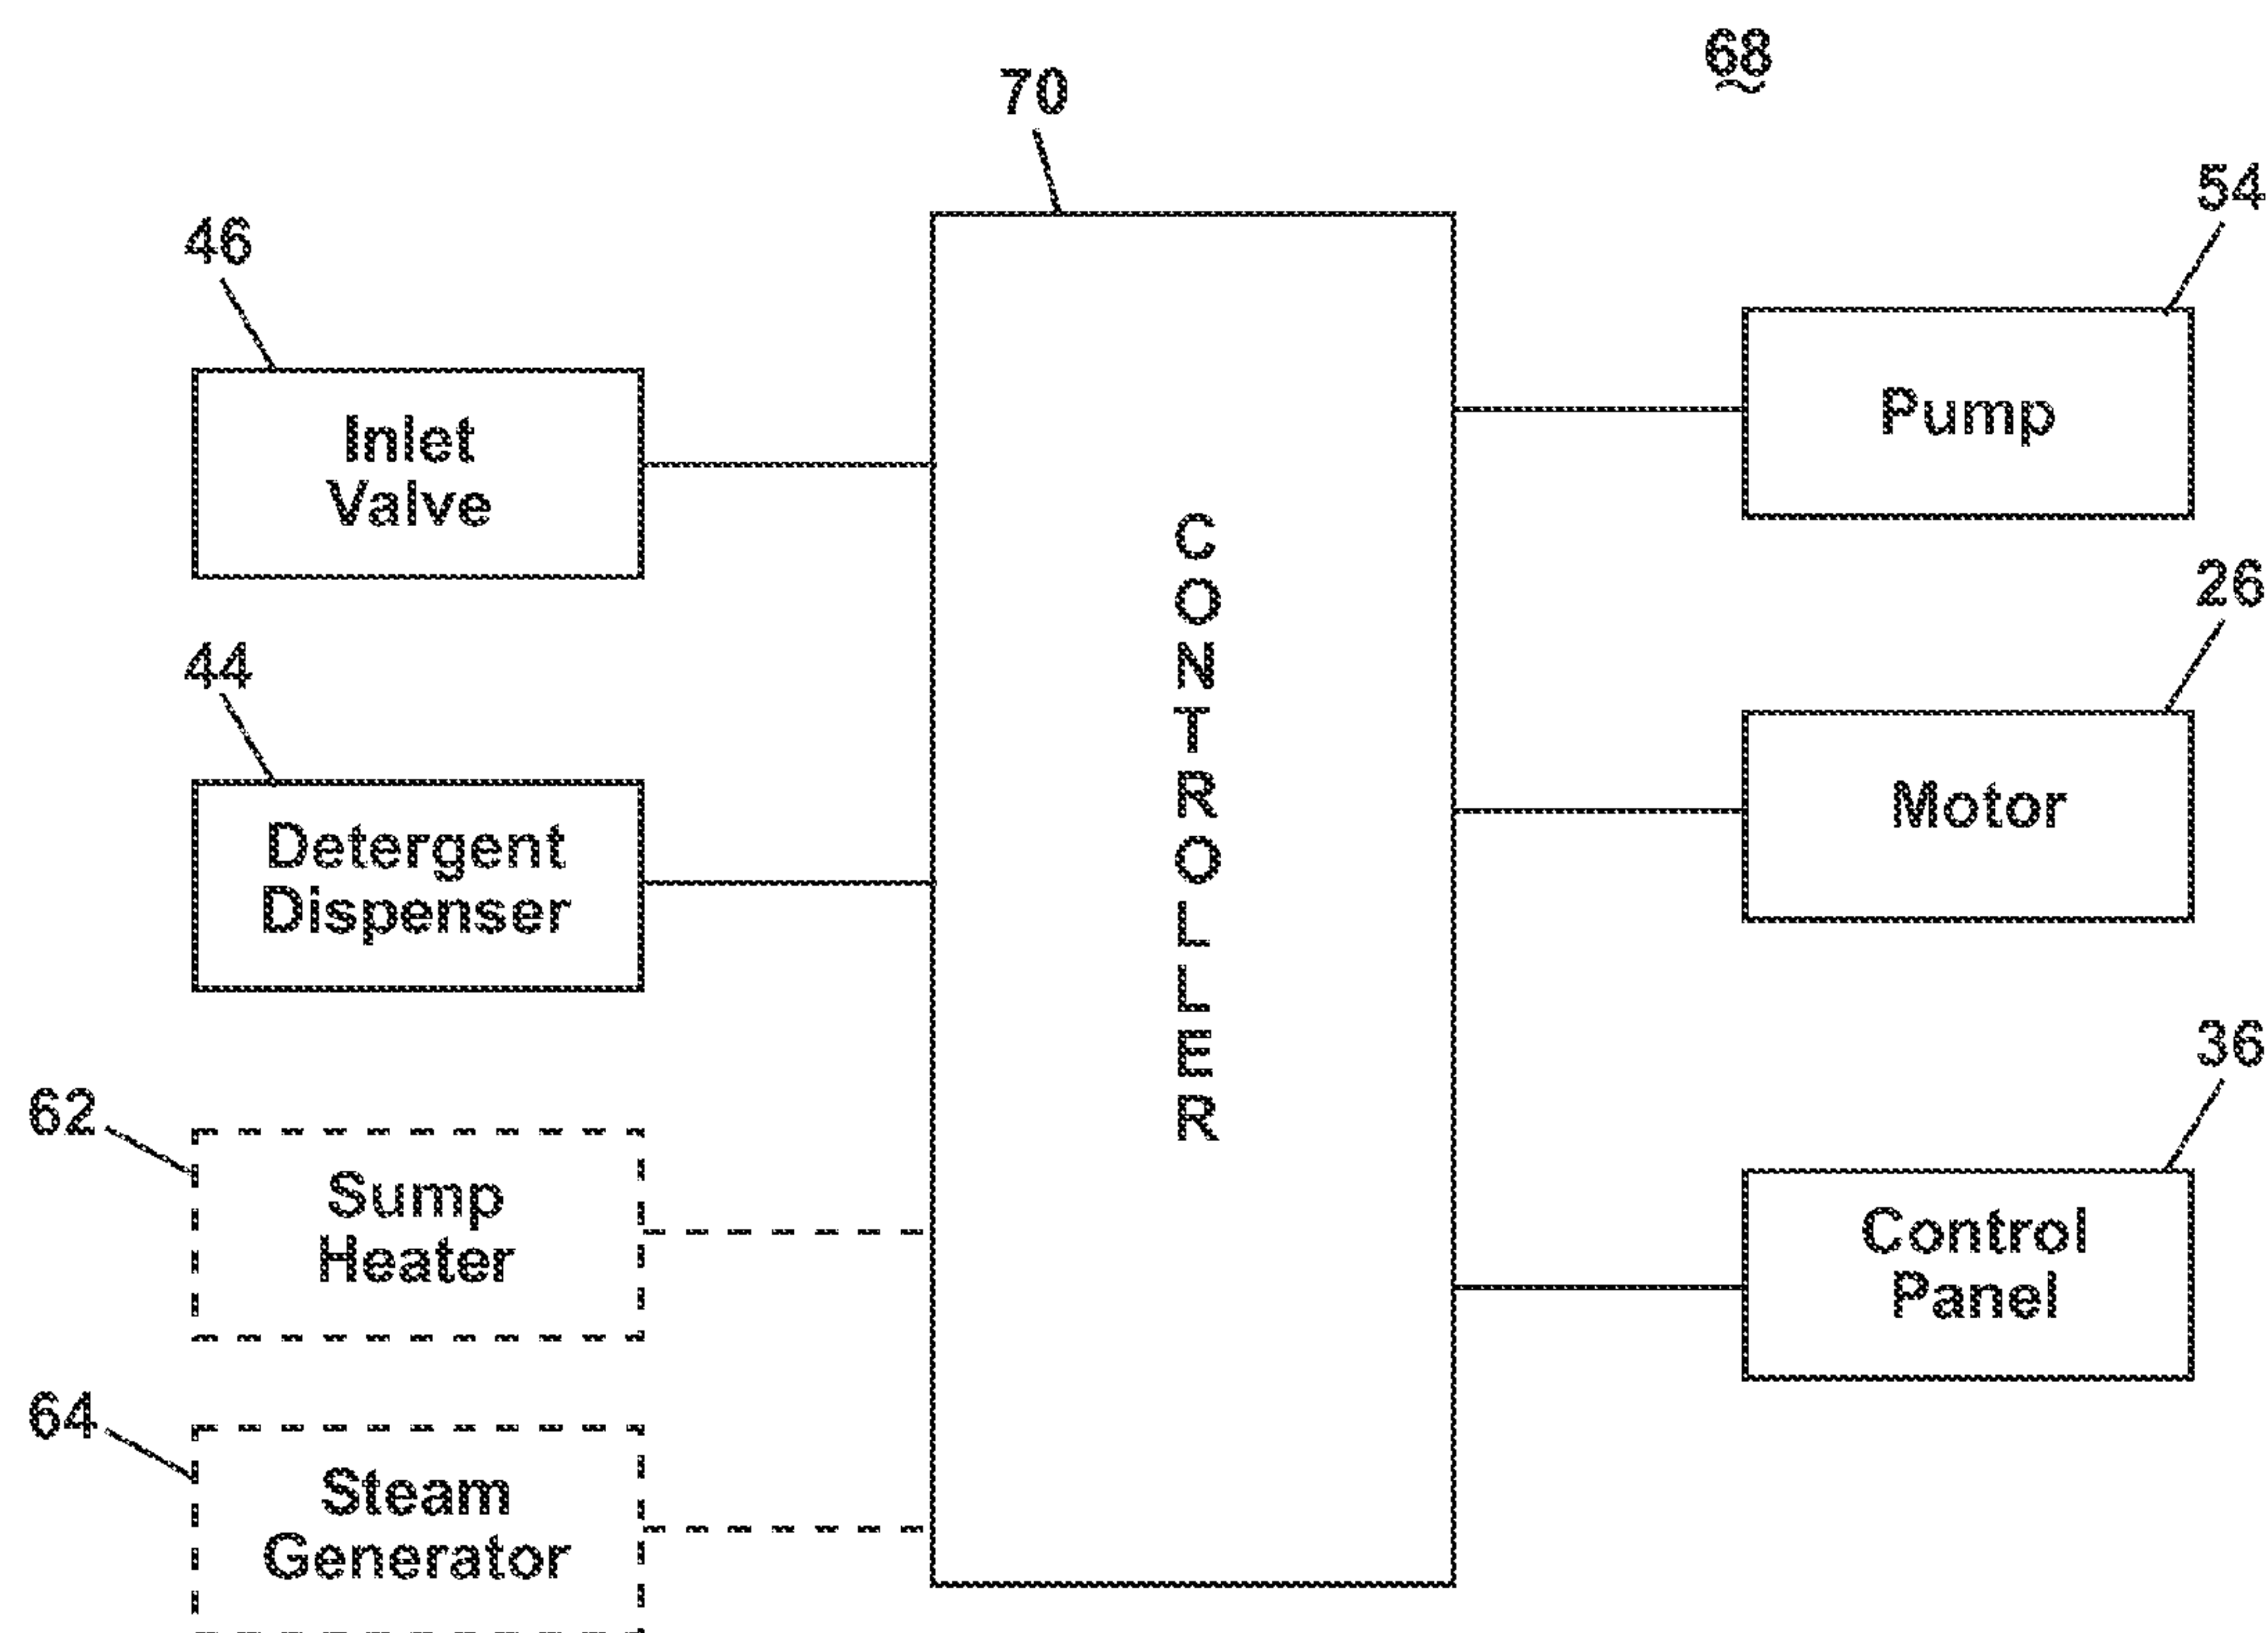 68
70
54
46
Inlet
Valve
Pump
26
44
Detergent
Dispenser
CONTROLLER
Motor
36
62
Sump
Heater
Control
Panel
64
Steam
Generator